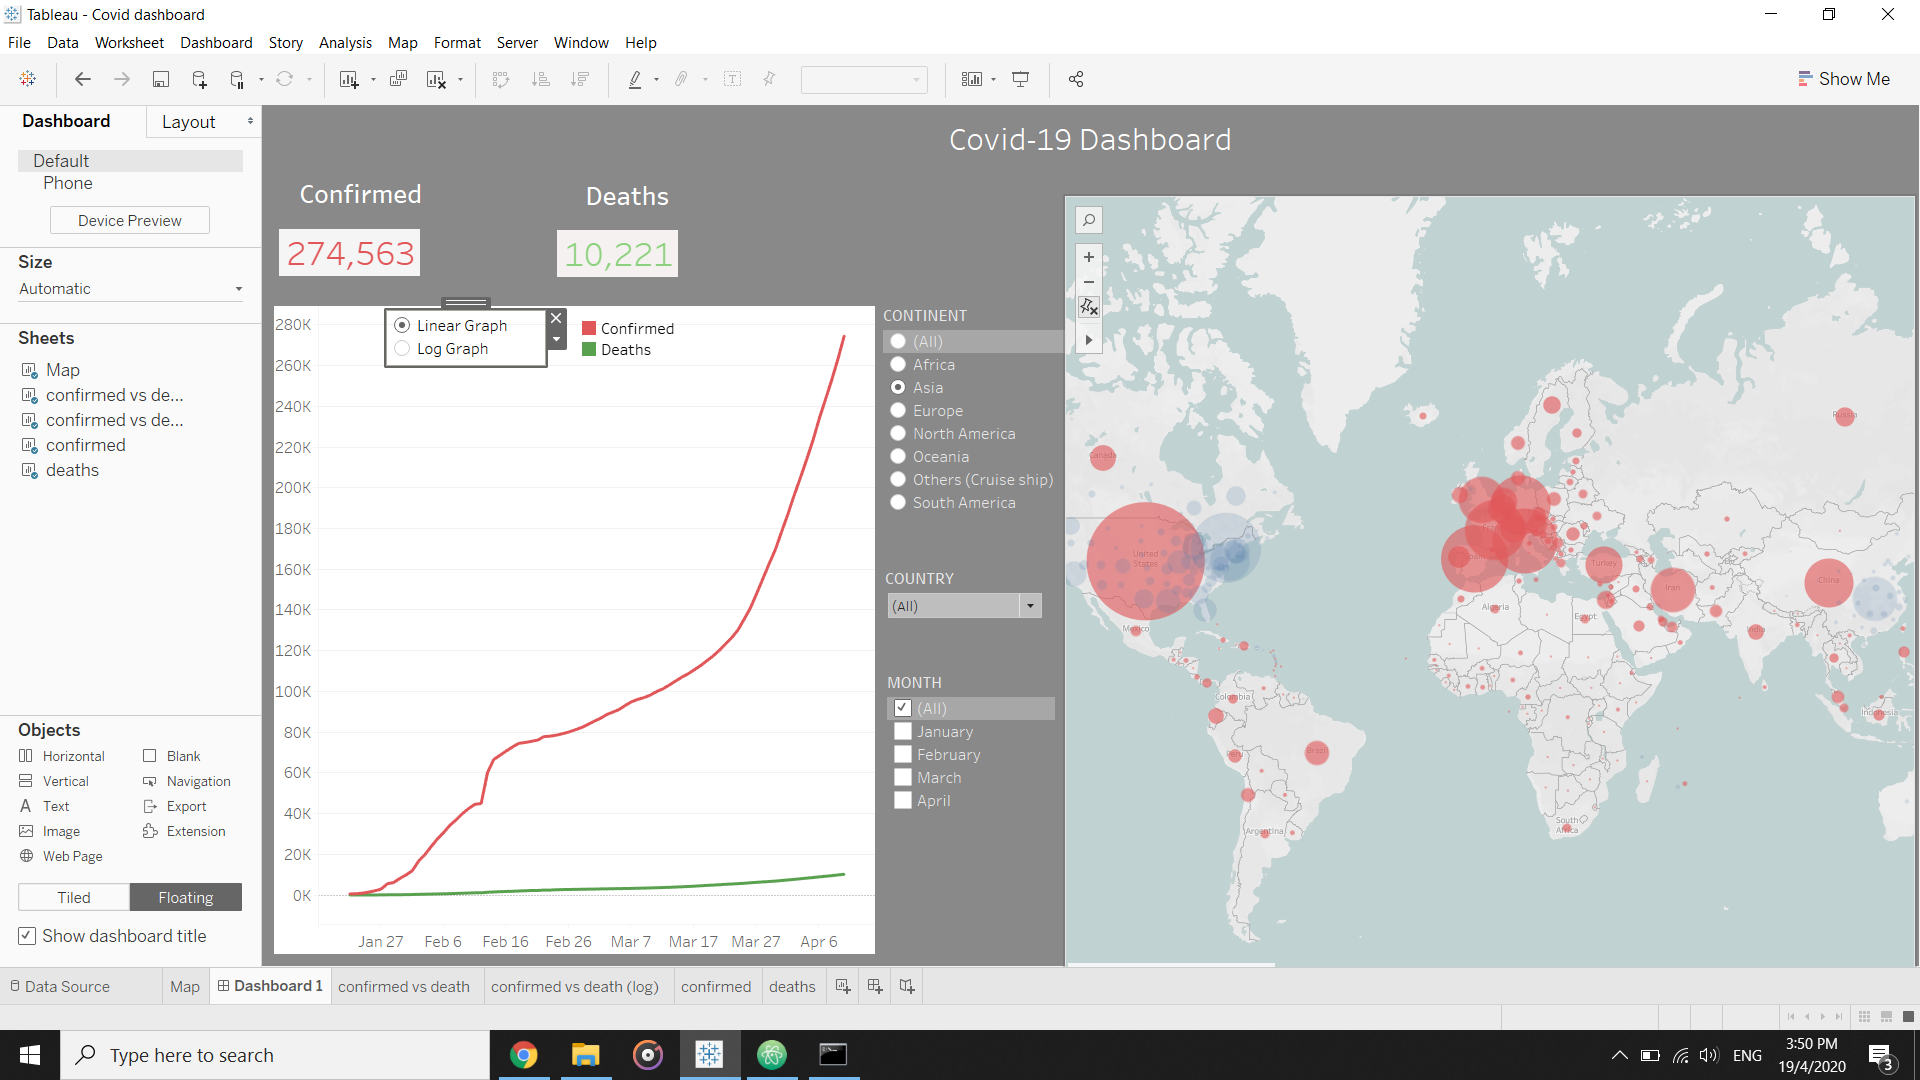 Tableau - Covid dashboard
File Data Worksheet Dashboard Story Analysis Map Format Server Window Help
Show Me
Dashboard Layout
Default
Phone
Device Preview
Size
Automatic
Sheets
Map
confirmed vs de...
confirmed vs de...
confirmed
deaths
Objects
Horizontal Blank
Vertical Navigation
Text Export
Image Extension
Web Page
Tiled Floating
Show dashboard title
Covid-19 Dashboard
Confirmed Deaths
274,563 10,221
Linear Graph
Log Graph
Confirmed
Deaths
280K
260K
240K
220K
200K
180K
160K
140K
120K
100K
80K
60K
40K
20K
0K
Jan 27 Feb 6 Feb 16 Feb 26 Mar 7 Mar 17 Mar 27 Apr 6
CONTINENT
(All)
Africa
Asia
Europe
North America
Oceania
Others (Cruise ship)
South America
COUNTRY
(All)
MONTH
(All)
January
February
March
April
Canada
Russia
United
States
Spain
Turkey
Iran
China
Mexico
Algeria
Egypt
India
Colombia
Indonesia
Peru
Brazil
Argentina
South
Africa
Data Source Map Dashboard 1 confirmed vs death confirmed vs death (log) confirmed deaths
Type here to search
ENG
3:50 PM
19/4/2020
3